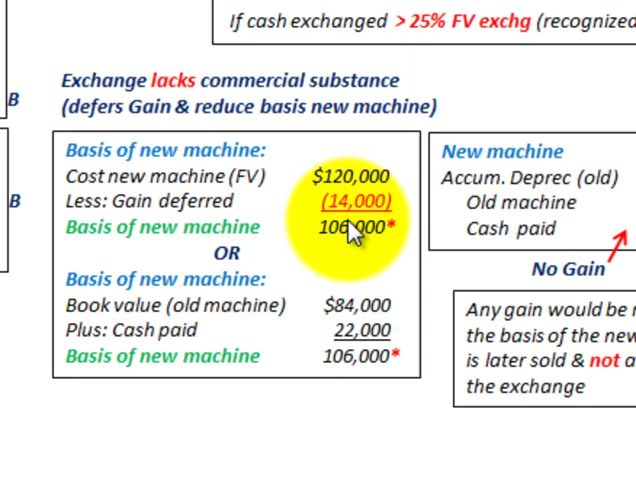 If cash exchanged > 25% FV exchg (recognized
Exchange lacks commercial substance
(defers Gain & reduce basis new machine)
B
B
Basis of new machine:
Cost new machine (FV) $120,000
Less: Gain deferred (14,000)
Basis of new machine 106,000*
OR
Basis of new machine:
Book value (old machine) $84,000
Plus: Cash paid 22,000
Basis of new machine 106,000*
New machine
Accum. Deprec (old)
Old machine
Cash paid
No Gain
Any gain would be
the basis of the new
is later sold & not a
the exchange